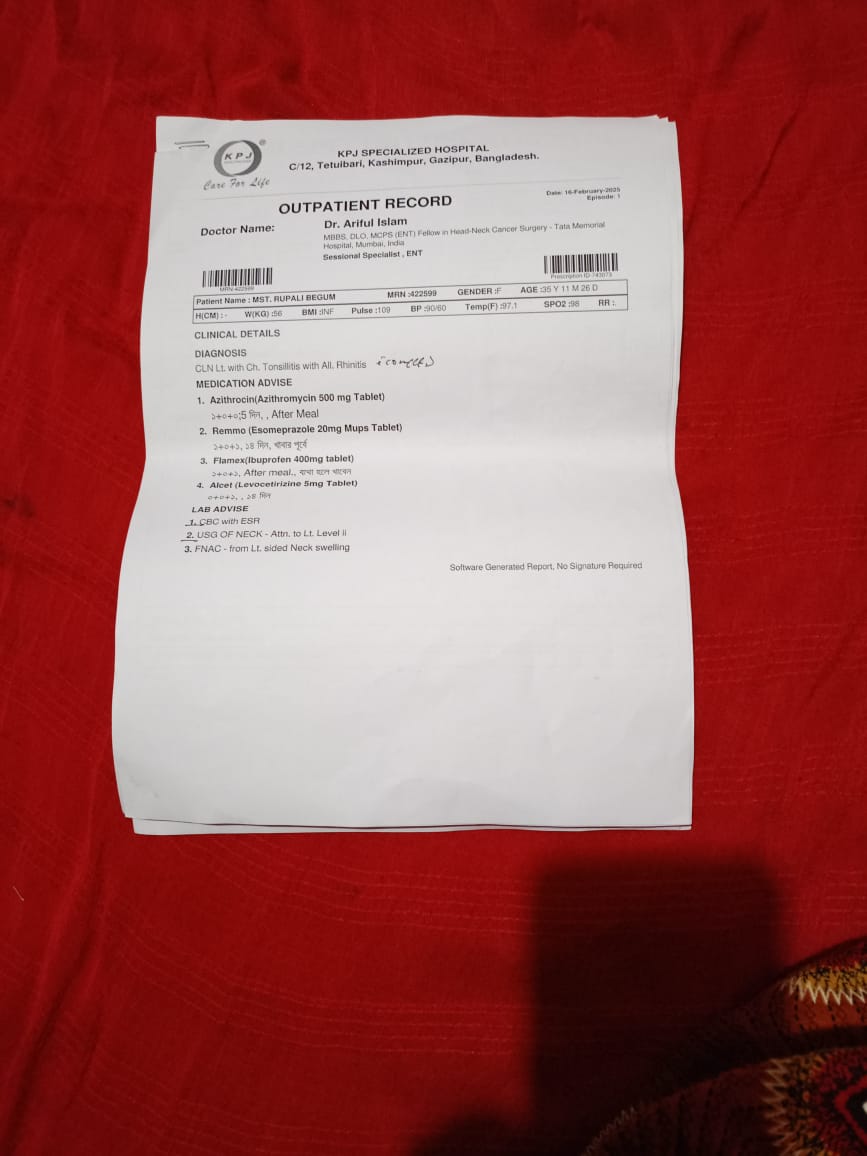 KPJ
Care For Life
KPJ SPECIALIZED HOSPITAL
C/12, Tetuibari, Kashimpur, Gazipur, Bangladesh.
Date: 16-February-2025
Episode: 1
OUTPATIENT RECORD
Doctor Name:
Dr. Ariful Islam
MBBS, DLO, MCPS (ENT) Fellow in Head-Neck Cancer Surgery - Tata Memorial
Hospital, Mumbai, India
Sessional Specialist , ENT
MRN:422599
Prescription ID-743073
Patient Name : MST. RUPALI BEGUM MRN :422599 GENDER :F AGE :35 Y 11 M 26 D
H(CM) : - W(KG) :56 BMI :INF Pulse :109 BP :90/60 Temp(F) :97.1 SPO2 :98 RR :
CLINICAL DETAILS
DIAGNOSIS
CLN Lt. with Ch. Tonsillitis with All. Rhinitis
MEDICATION ADVISE
1. Azithrocin(Azithromycin 500 mg Tablet)
১+০+০;5 দিন, , After Meal
2. Remmo (Esomeprazole 20mg Mups Tablet)
১+০+১, ১৪ দিন, খাবার পূর্বে
3. Flamex(Ibuprofen 400mg tablet)
১+০+১, After meal., ব্যথা হলে খাবেন
4. Alcet (Levocetirizine 5mg Tablet)
০+০+১, , ১৪ দিন
LAB ADVISE
1. CBC with ESR
2. USG OF NECK - Attn. to Lt. Level ii
3. FNAC - from Lt. sided Neck swelling
Software Generated Report, No Signature Required